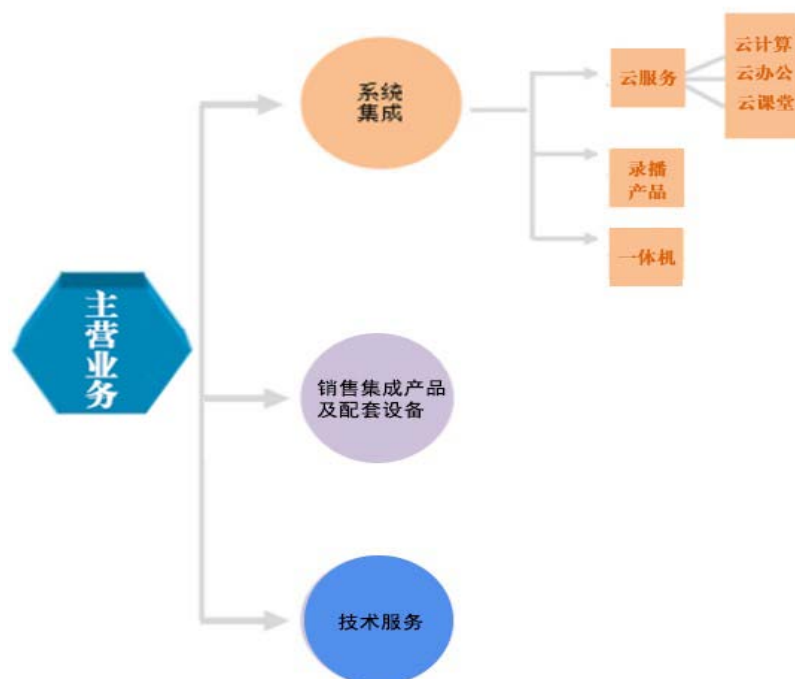 主营业务
系统
集成
云服务
云计算
云办公
云课堂
录播
产品
一体机
销售集成产品
及配套设备
技术服务